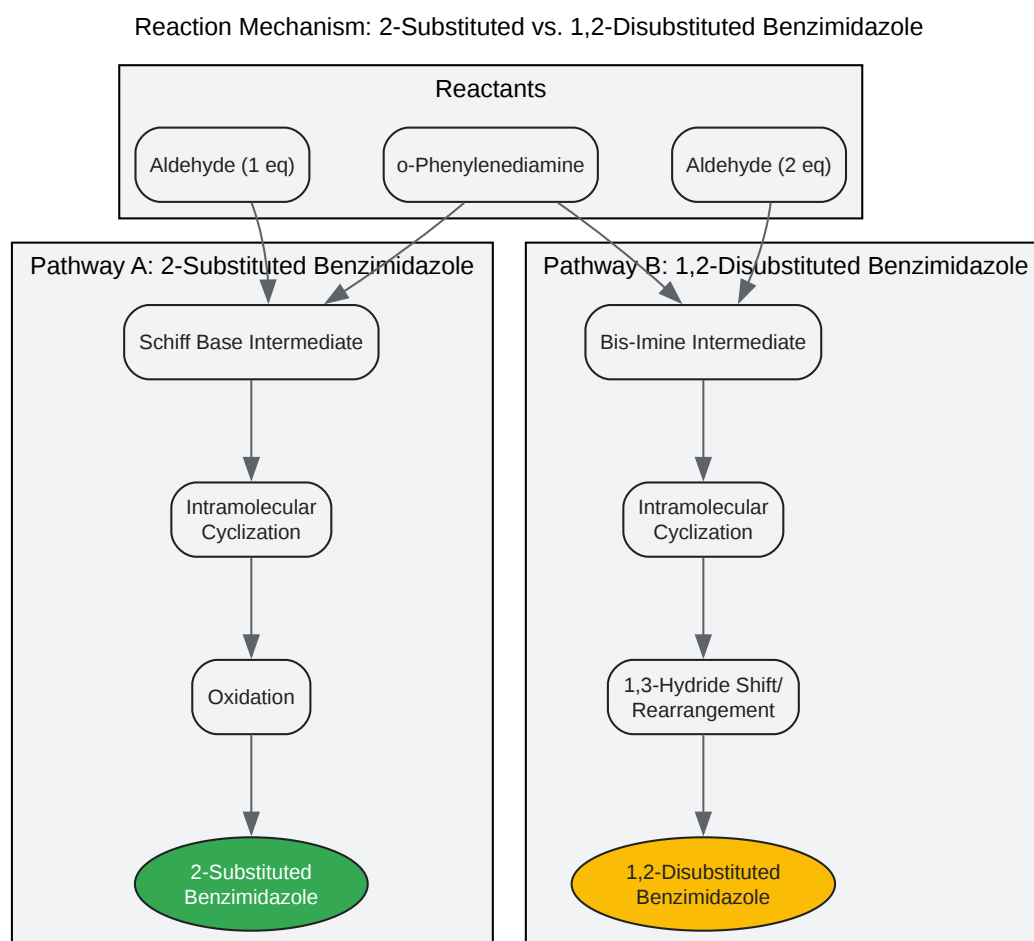 Reaction Mechanism: 2-Substituted vs. 1,2-Disubstituted Benzimidazole
Reactants
Aldehyde (1 eq)
o-Phenylenediamine
Aldehyde (2 eq)
Pathway A: 2-Substituted Benzimidazole
Schiff Base Intermediate
Intramolecular
Cyclization
Oxidation
2-Substituted
Benzimidazole
Pathway B: 1,2-Disubstituted Benzimidazole
Bis-Imine Intermediate
Intramolecular
Cyclization
1,3-Hydride Shift/
Rearrangement
1,2-Disubstituted
Benzimidazole